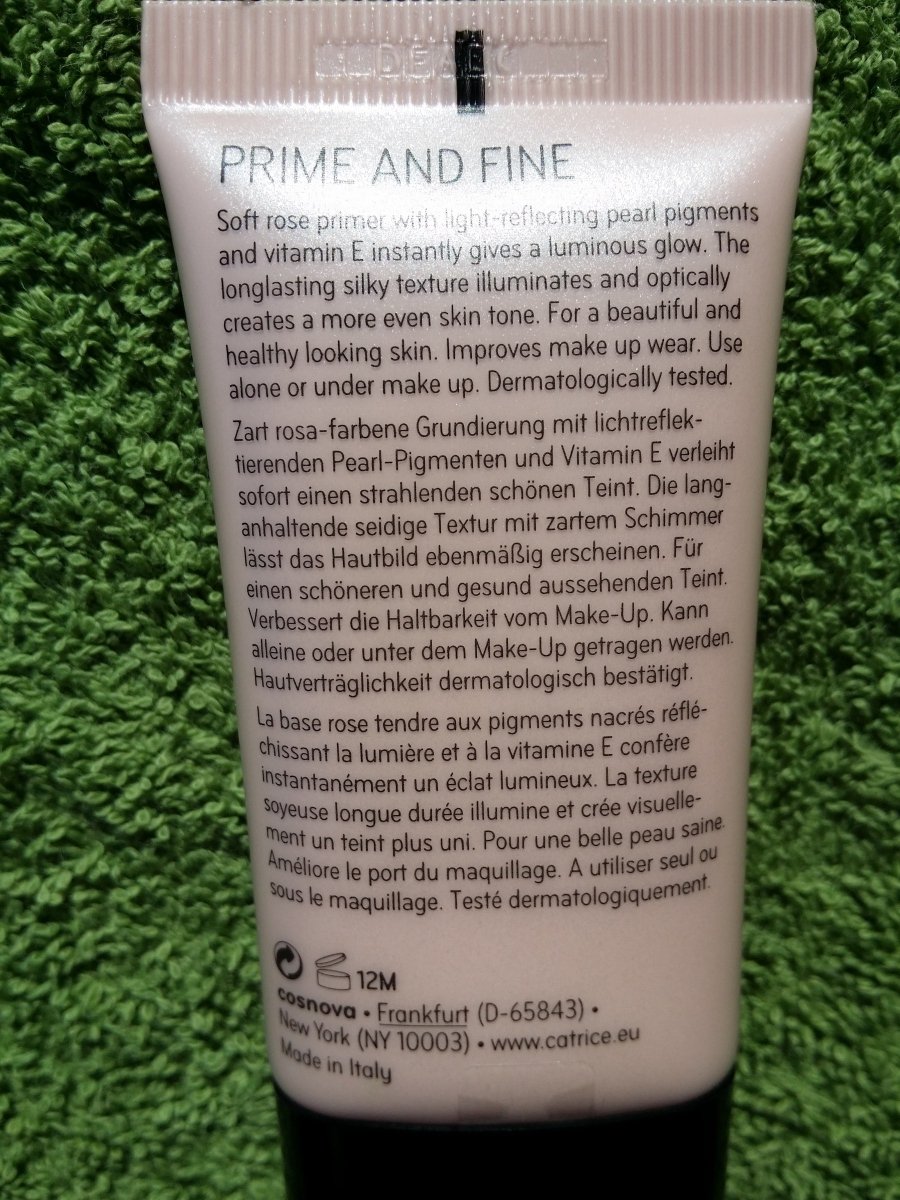 PRIME AND FINE
Soft rose primer with light-reflecting pearl pigments
and vitamin E instantly gives a luminous glow. The
longlasting silky texture illuminates and optically
creates a more even skin tone. For a beautiful and
healthy looking skin. Improves make up wear. Use
alone or under make up. Dermatologically tested.
Zart rosa-farbene Grundierung mit lichtreflek-
tierenden Pearl-Pigmenten und Vitamin E verleiht
sofort einen strahlenden schönen Teint. Die lang-
anhaltende seidige Textur mit zartem Schimmer
lässt das Hautbild ebenmäßig erscheinen. Für
einen schöneren und gesund aussehenden Teint.
Verbessert die Haltbarkeit vom Make-Up. Kann
alleine oder unter dem Make-Up getragen werden.
Hautverträglichkeit dermatologisch bestätigt.
La base rose tendre aux pigments nacrés réflé-
chissant la lumière et à la vitamine E confère
instantanément un éclat lumineux. La texture
soyeuse longue durée illumine et crée visuelle-
ment un teint plus uni. Pour une belle peau saine.
Améliore le port du maquillage. A utiliser seul ou
sous le maquillage. Testé dermatologiquement.
12M
cosnova • Frankfurt (D-65843) •
New York (NY 10003) • www.catrice.eu
Made in Italy